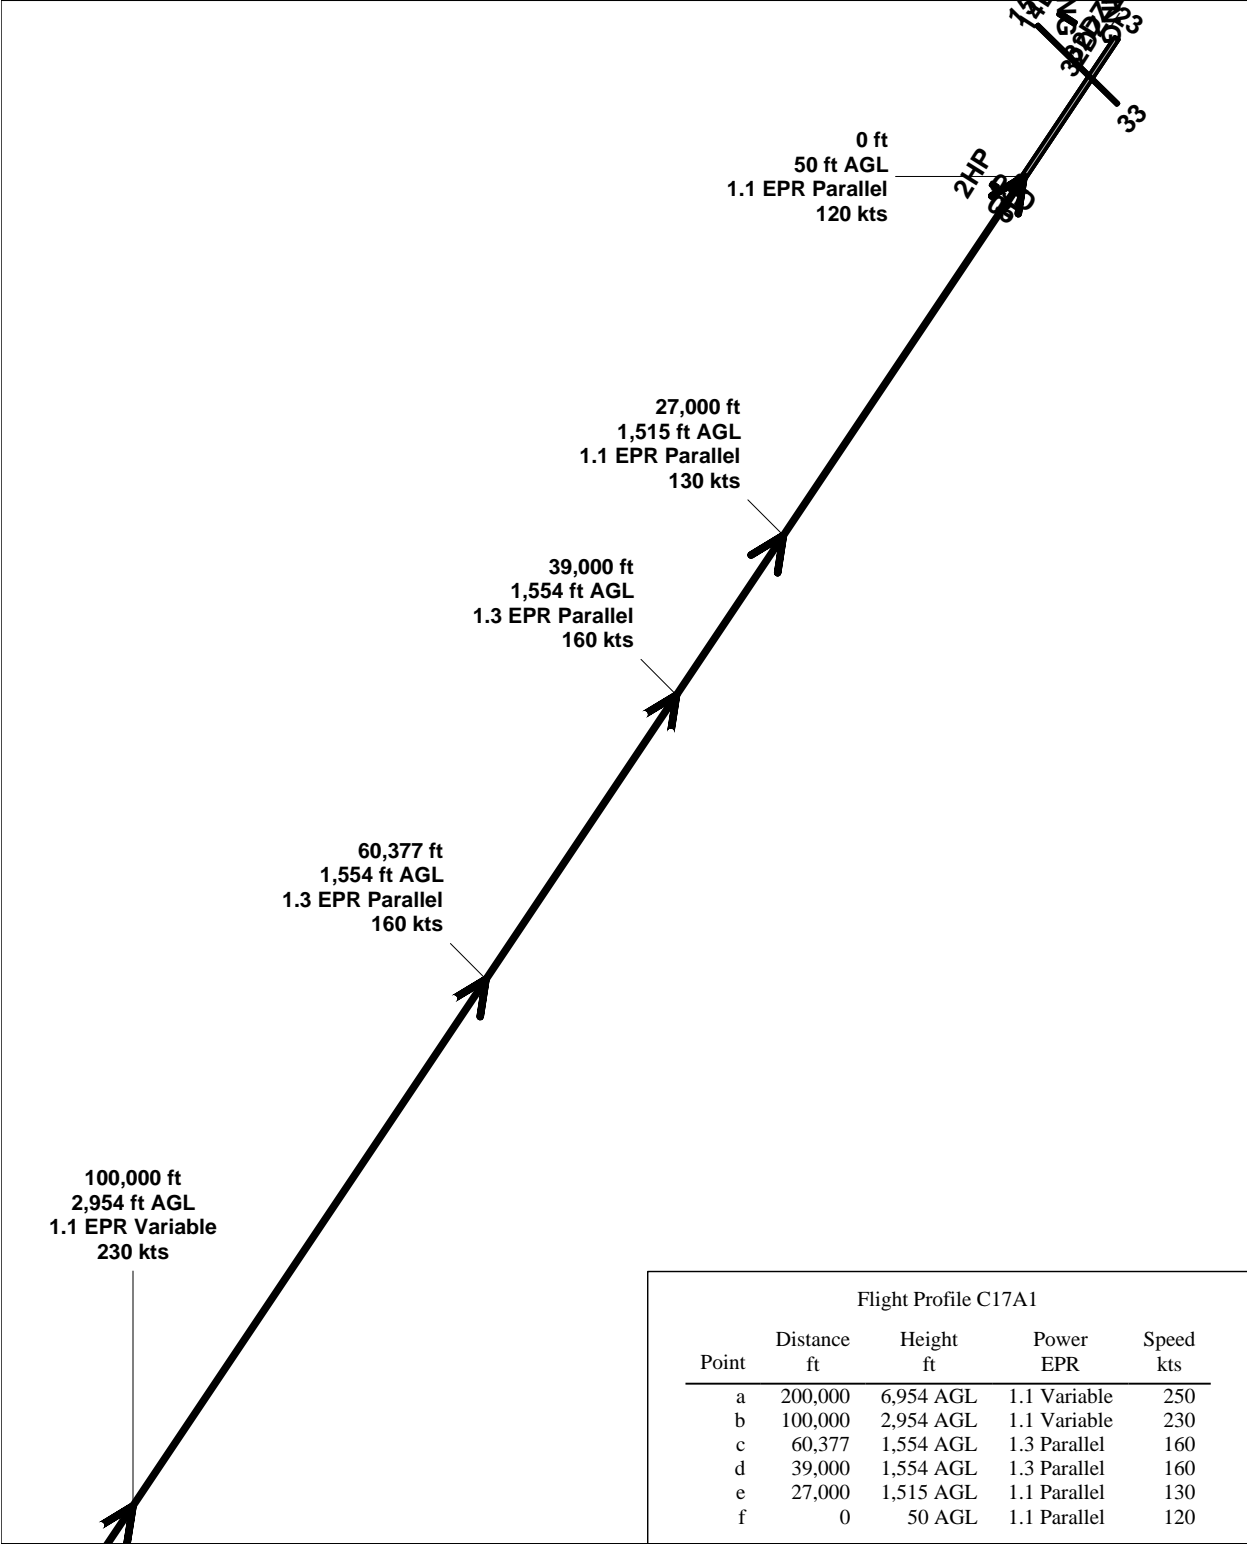 23
33
2HP
0 ft
50 ft AGL
1.1 EPR Parallel
120 kts
27,000 ft
1,515 ft AGL
1.1 EPR Parallel
130 kts
39,000 ft
1,554 ft AGL
1.3 EPR Parallel
160 kts
60,377 ft
1,554 ft AGL
1.3 EPR Parallel
160 kts
100,000 ft
2,954 ft AGL
1.1 EPR Variable
230 kts
Flight Profile C17A1
Distance Height Power Speed
Point ft ft EPR kts
a 200,000 6,954 AGL 1.1 Variable 250
b 100,000 2,954 AGL 1.1 Variable 230
c 60,377 1,554 AGL 1.3 Parallel 160
d 39,000 1,554 AGL 1.3 Parallel 160
e 27,000 1,515 AGL 1.1 Parallel 130
f 0 50 AGL 1.1 Parallel 120